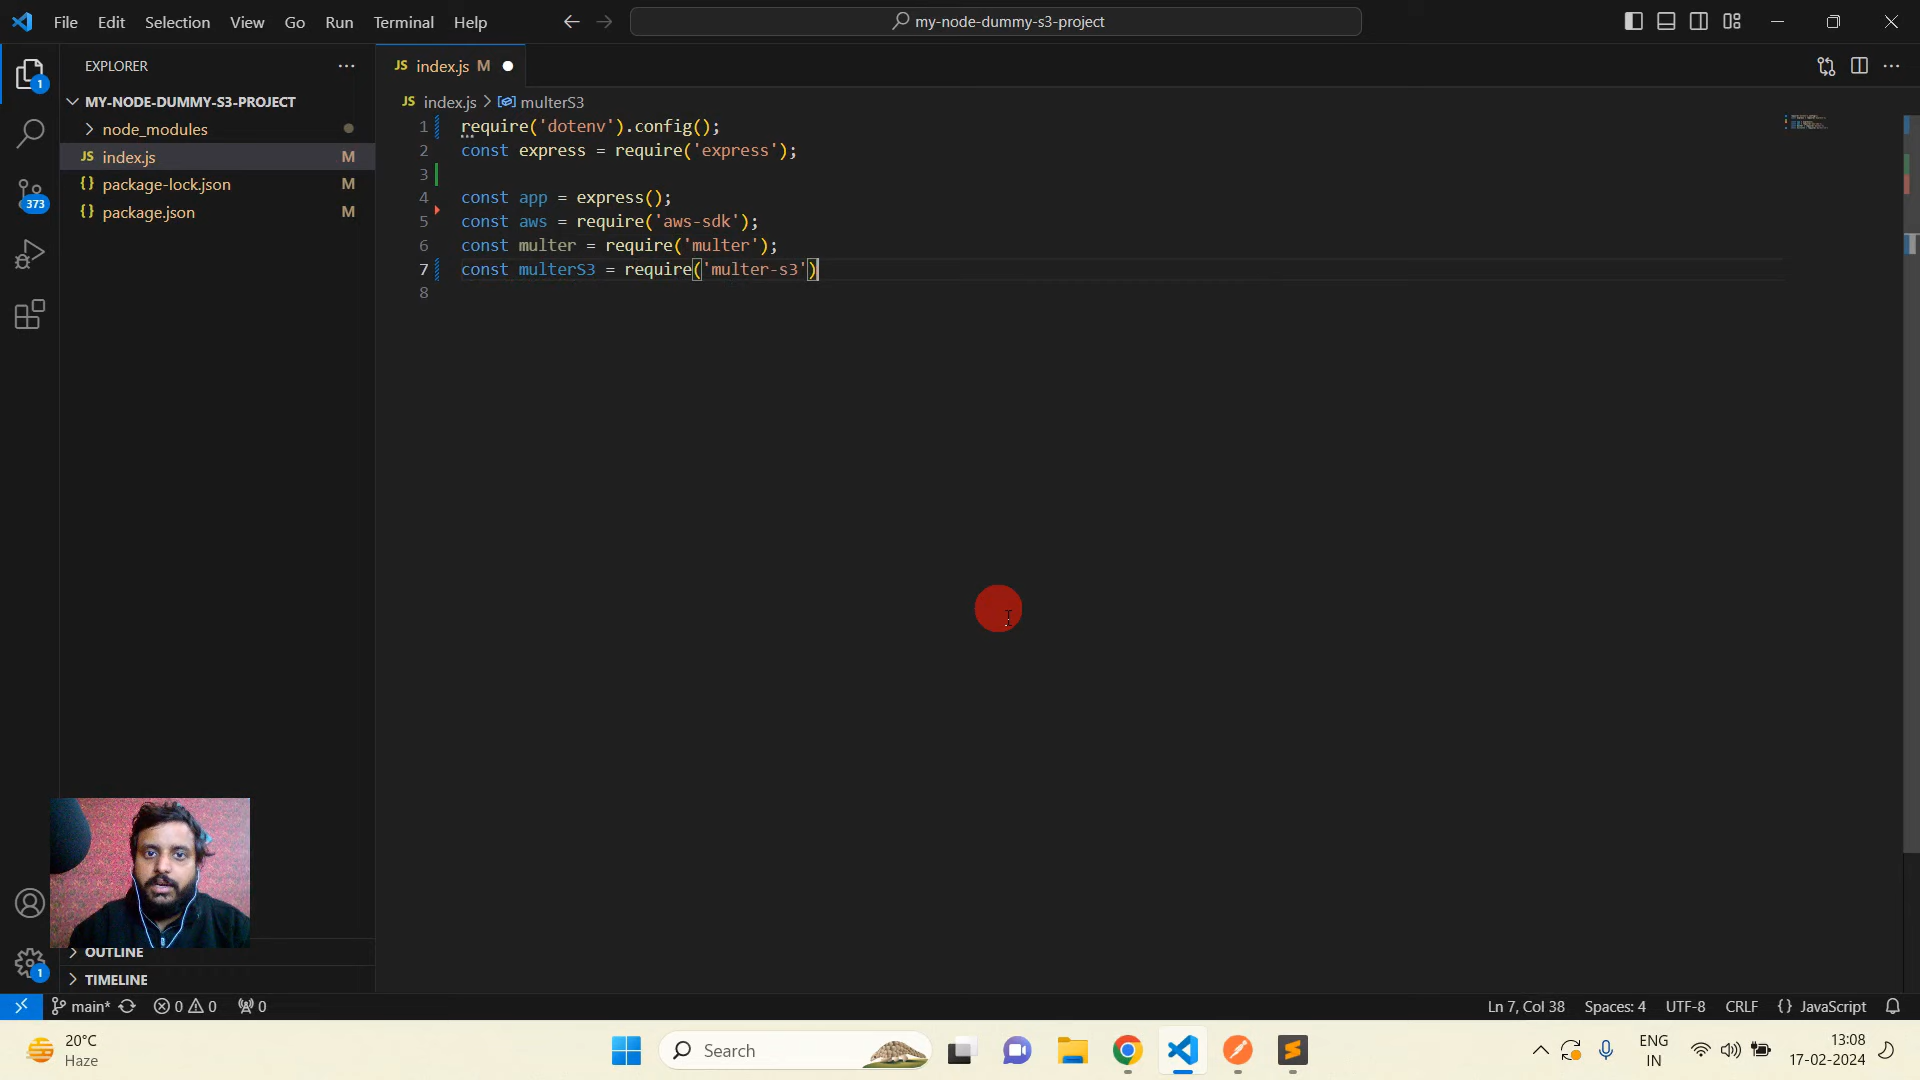 File Edit Selection View Go Run Terminal Help
my-node-dummy-s3-project
1
EXPLORER
JS index.js M
MY-NODE-DUMMY-S3-PROJECT
JS index.js > multerS3
node_modules
JS index.js M
{} package-lock.json M
{} package.json M
373
1 require('dotenv').config();
2 const express = require('express');
3
4 const app = express();
5 const aws = require('aws-sdk');
6 const multer = require('multer');
7 const multerS3 = require('multer-s3')
8
1
OUTLINE
TIMELINE
main* 0 0 0
Ln 7, Col 38 Spaces: 4 UTF-8 CRLF {} JavaScript
20°C
Haze
Search
ENG
IN
13:08
17-02-2024